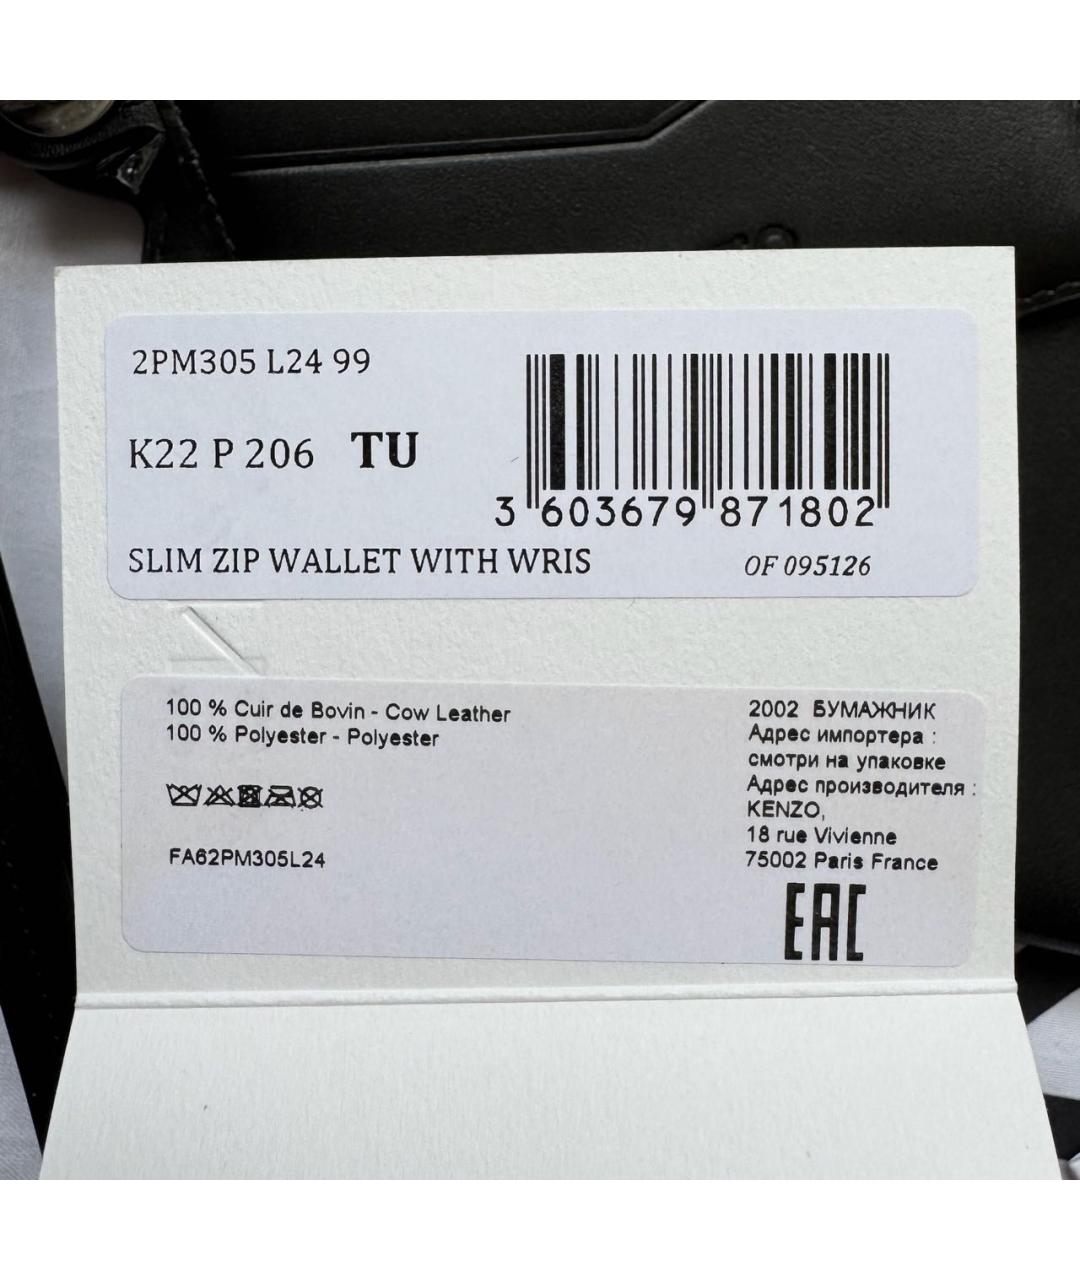 2PM305 L24 99
K22 P 206 TU
3 603679 871802
SLIM ZIP WALLET WITH WRIS
OF 095126
100 % Cuir de Bovin - Cow Leather
100 % Polyester - Polyester
FA62PM305L24
2002 БУМАЖНИК
Адрес импортера :
смотри на упаковке
Адрес производителя :
KENZO,
18 rue Vivienne
75002 Paris France
EAC